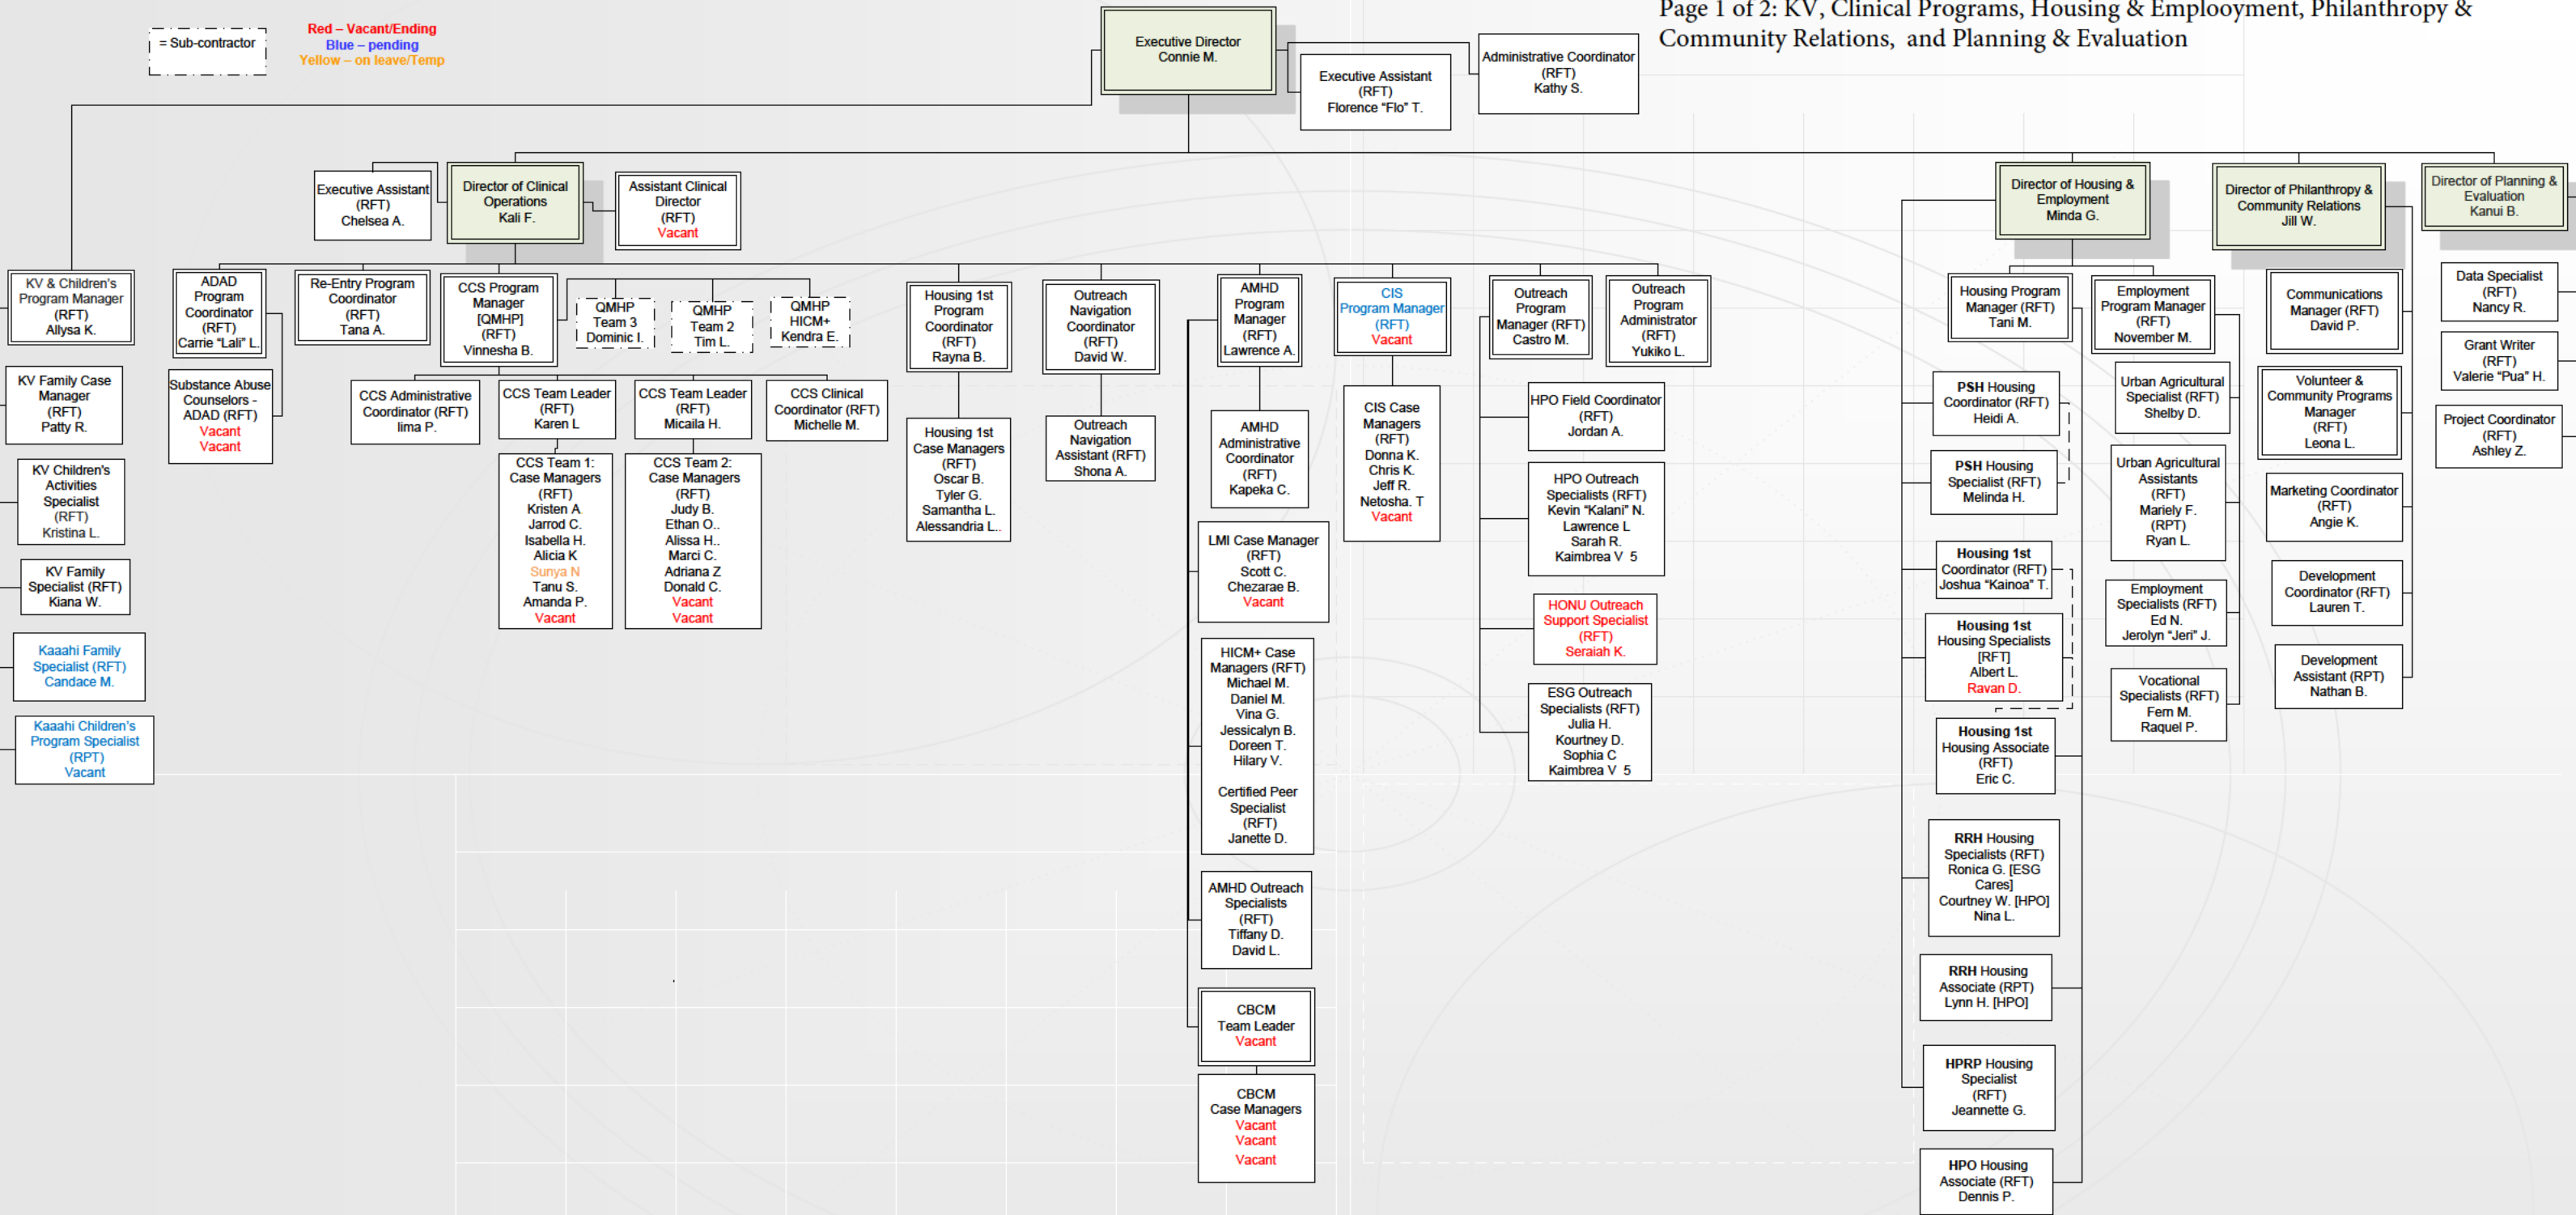 = Sub-contractor
Red – Vacant/Ending
Blue – pending
Yellow – on leave/Temp
Page 1 of 2: KV, Clinical Programs, Housing & Emplooyment, Philanthropy &
Community Relations, and Planning & Evaluation
Executive Director
Connie M.
Executive Assistant
(RFT)
Florence “Flo” T.
Administrative Coordinator
(RFT)
Kathy S.
Executive Assistant
(RFT)
Chelsea A.
Director of Clinical
Operations
Kali F.
Assistant Clinical
Director
(RFT)
Vacant
Director of Housing &
Employment
Minda G.
Director of Philanthropy &
Community Relations
Jill W.
Director of Planning &
Evaluation
Kanui B.
KV & Children's
Program Manager
(RFT)
Allysa K.
KV Family Case
Manager
(RFT)
Patty R.
KV Children's
Activities
Specialist
(RFT)
Kristina L.
KV Family
Specialist (RFT)
Kiana W.
Kaaahi Family
Specialist (RFT)
Candace M.
Kaaahi Children's
Program Specialist
(RPT)
Vacant
ADAD
Program
Coordinator
(RFT)
Carrie “Lali” L.
Substance Abuse
Counselors -
ADAD (RFT)
Vacant
Vacant
Re-Entry Program
Coordinator
(RFT)
Tana A.
CCS Program
Manager
[QMHP]
(RFT)
Vinnesha B.
QMHP
Team 3
Dominic I.
QMHP
Team 2
Tim L.
QMHP
HICM+
Kendra E.
CCS Administrative
Coordinator (RFT)
Iima P.
CCS Team Leader
(RFT)
Karen L
CCS Team Leader
(RFT)
Micaila H.
CCS Clinical
Coordinator (RFT)
Michelle M.
CCS Team 1:
Case Managers
(RFT)
Kristen A
Jarrod C.
Isabella H.
Alicia K
Sunya N
Tanu S.
Amanda P.
Vacant
CCS Team 2:
Case Managers
(RFT)
Judy B.
Ethan O..
Alissa H..
Marci C.
Adriana Z
Donald C.
Vacant
Vacant
Housing 1st
Program
Coordinator
(RFT)
Rayna B.
Housing 1st
Case Managers
(RFT)
Oscar B.
Tyler G.
Samantha L.
Alessandria L..
Outreach
Navigation
Coordinator
(RFT)
David W.
Outreach
Navigation
Assistant (RFT)
Shona A.
AMHD
Program
Manager
(RFT)
Lawrence A.
AMHD
Administrative
Coordinator
(RFT)
Kapeka C.
LMI Case Manager
(RFT)
Scott C.
Chezarae B.
Vacant
HICM+ Case
Managers (RFT)
Michael M.
Daniel M.
Vina G.
Jessicalyn B.
Doreen T.
Hilary V.
Certified Peer
Specialist
(RFT)
Janette D.
AMHD Outreach
Specialists
(RFT)
Tiffany D.
David L.
CBCM
Team Leader
Vacant
CBCM
Case Managers
Vacant
Vacant
Vacant
CIS
Program Manager
(RFT)
Vacant
CIS Case
Managers
(RFT)
Donna K.
Chris K.
Jeff R.
Netosha. T
Vacant
Outreach
Program
Manager (RFT)
Castro M.
Outreach
Program
Administrator
(RFT)
Yukiko L.
HPO Field Coordinator
(RFT)
Jordan A.
HPO Outreach
Specialists (RFT)
Kevin “Kalani” N.
Lawrence L
Sarah R.
Kaimbrea V 5
HONU Outreach
Support Specialist
(RFT)
Seraiah K.
ESG Outreach
Specialists (RFT)
Julia H.
Kourtney D.
Sophia C
Kaimbrea V 5
Housing Program
Manager (RFT)
Tani M.
PSH Housing
Coordinator (RFT)
Heidi A.
PSH Housing
Specialist (RFT)
Melinda H.
Housing 1st
Coordinator (RFT)
Joshua “Kainoa” T.
Housing 1st
Housing Specialists
[RFT]
Albert L.
Ravan D.
Housing 1st
Housing Associate
(RFT)
Eric C.
RRH Housing
Specialists (RFT)
Ronica G. [ESG
Cares]
Courtney W. [HPO]
Nina L.
RRH Housing
Associate (RPT)
Lynn H. [HPO]
HPRP Housing
Specialist
(RFT)
Jeannette G.
HPO Housing
Associate (RFT)
Dennis P.
Employment
Program Manager
(RFT)
November M.
Urban Agricultural
Specialist (RFT)
Shelby D.
Urban Agricultural
Assistants
(RFT)
Mariely F.
(RPT)
Ryan L.
Employment
Specialists (RFT)
Ed N.
Jerolyn “Jeri” J.
Vocational
Specialists (RFT)
Fern M.
Raquel P.
Communications
Manager (RFT)
David P.
Volunteer &
Community Programs
Manager
(RFT)
Leona L.
Marketing Coordinator
(RFT)
Angie K.
Development
Coordinator (RFT)
Lauren T.
Development
Assistant (RPT)
Nathan B.
Data Specialist
(RFT)
Nancy R.
Grant Writer
(RFT)
Valerie “Pua” H.
Project Coordinator
(RFT)
Ashley Z.